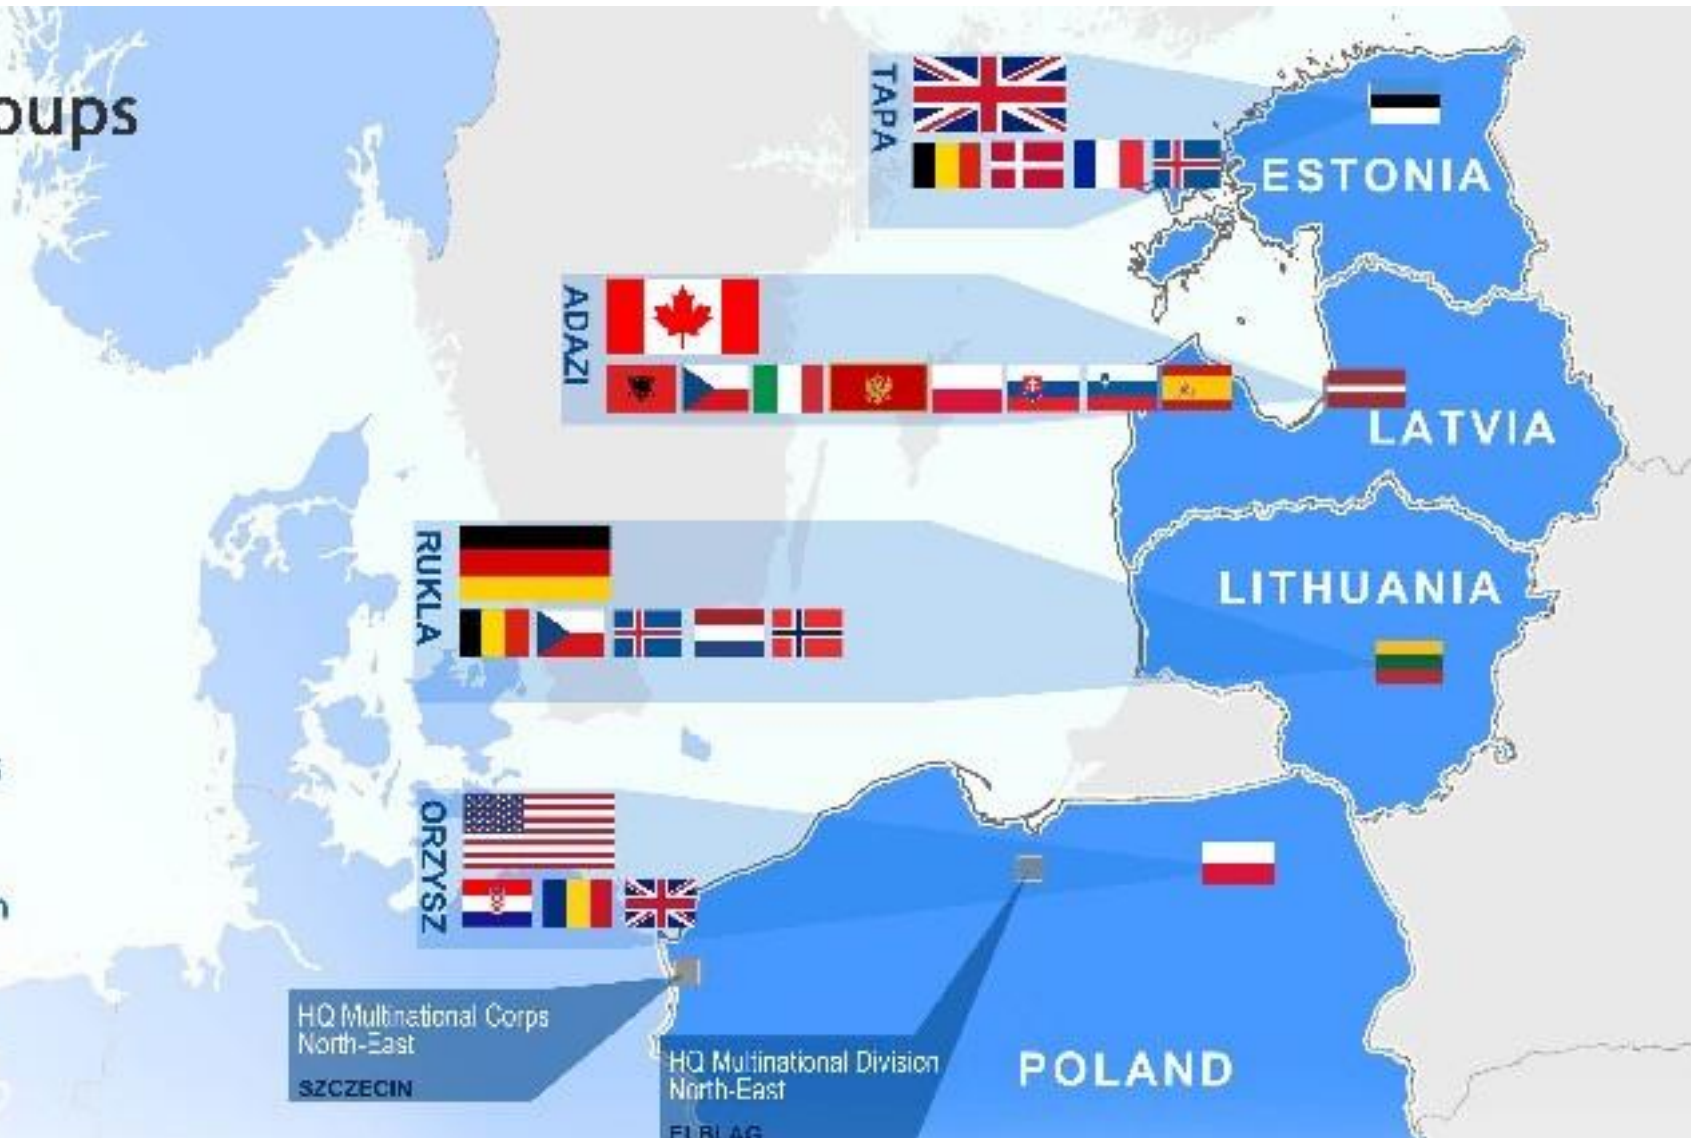 TAPA
ESTONIA
ADAZI
LATVIA
RUKLA
LITHUANIA
ORZYSZ
HQ Multinational Corps
North-East
SZCZECIN
HQ Multinational Division
North-East
ELBLAG
POLAND